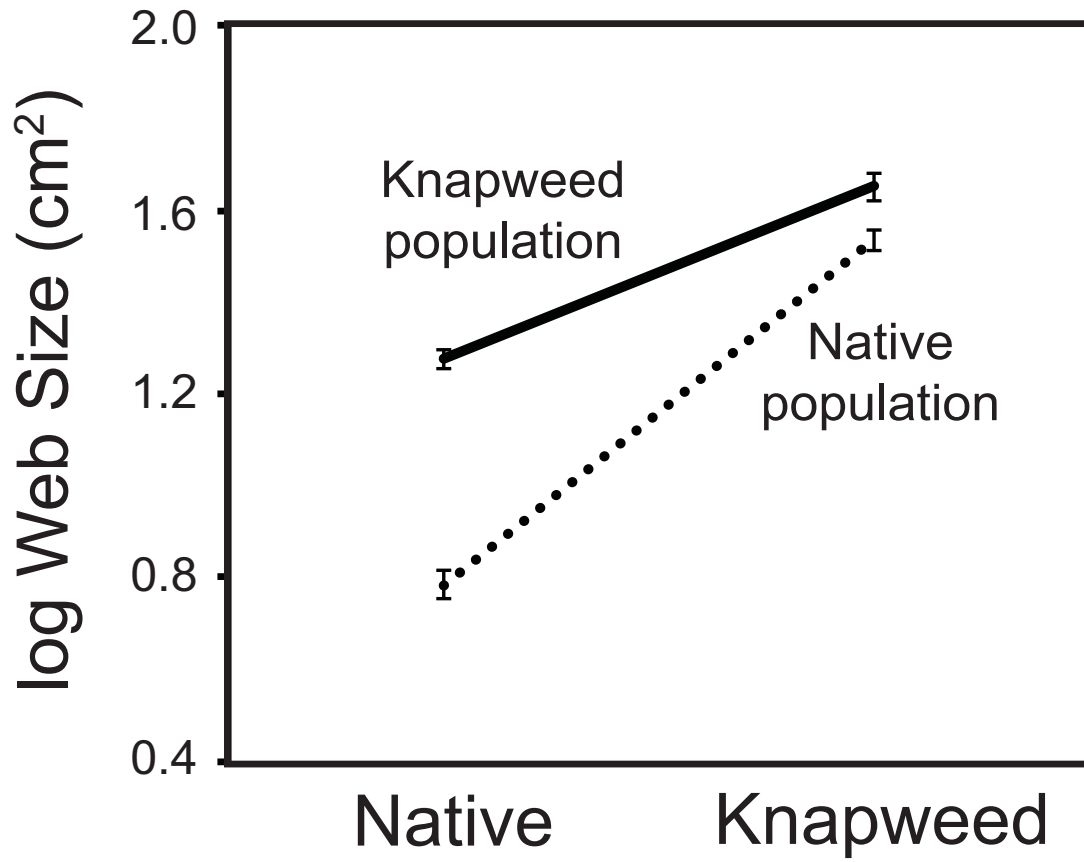 log Web Size (cm²)
2.0
1.6
1.2
0.8
0.4
Knapweed
population
Native
population
Native
Knapweed